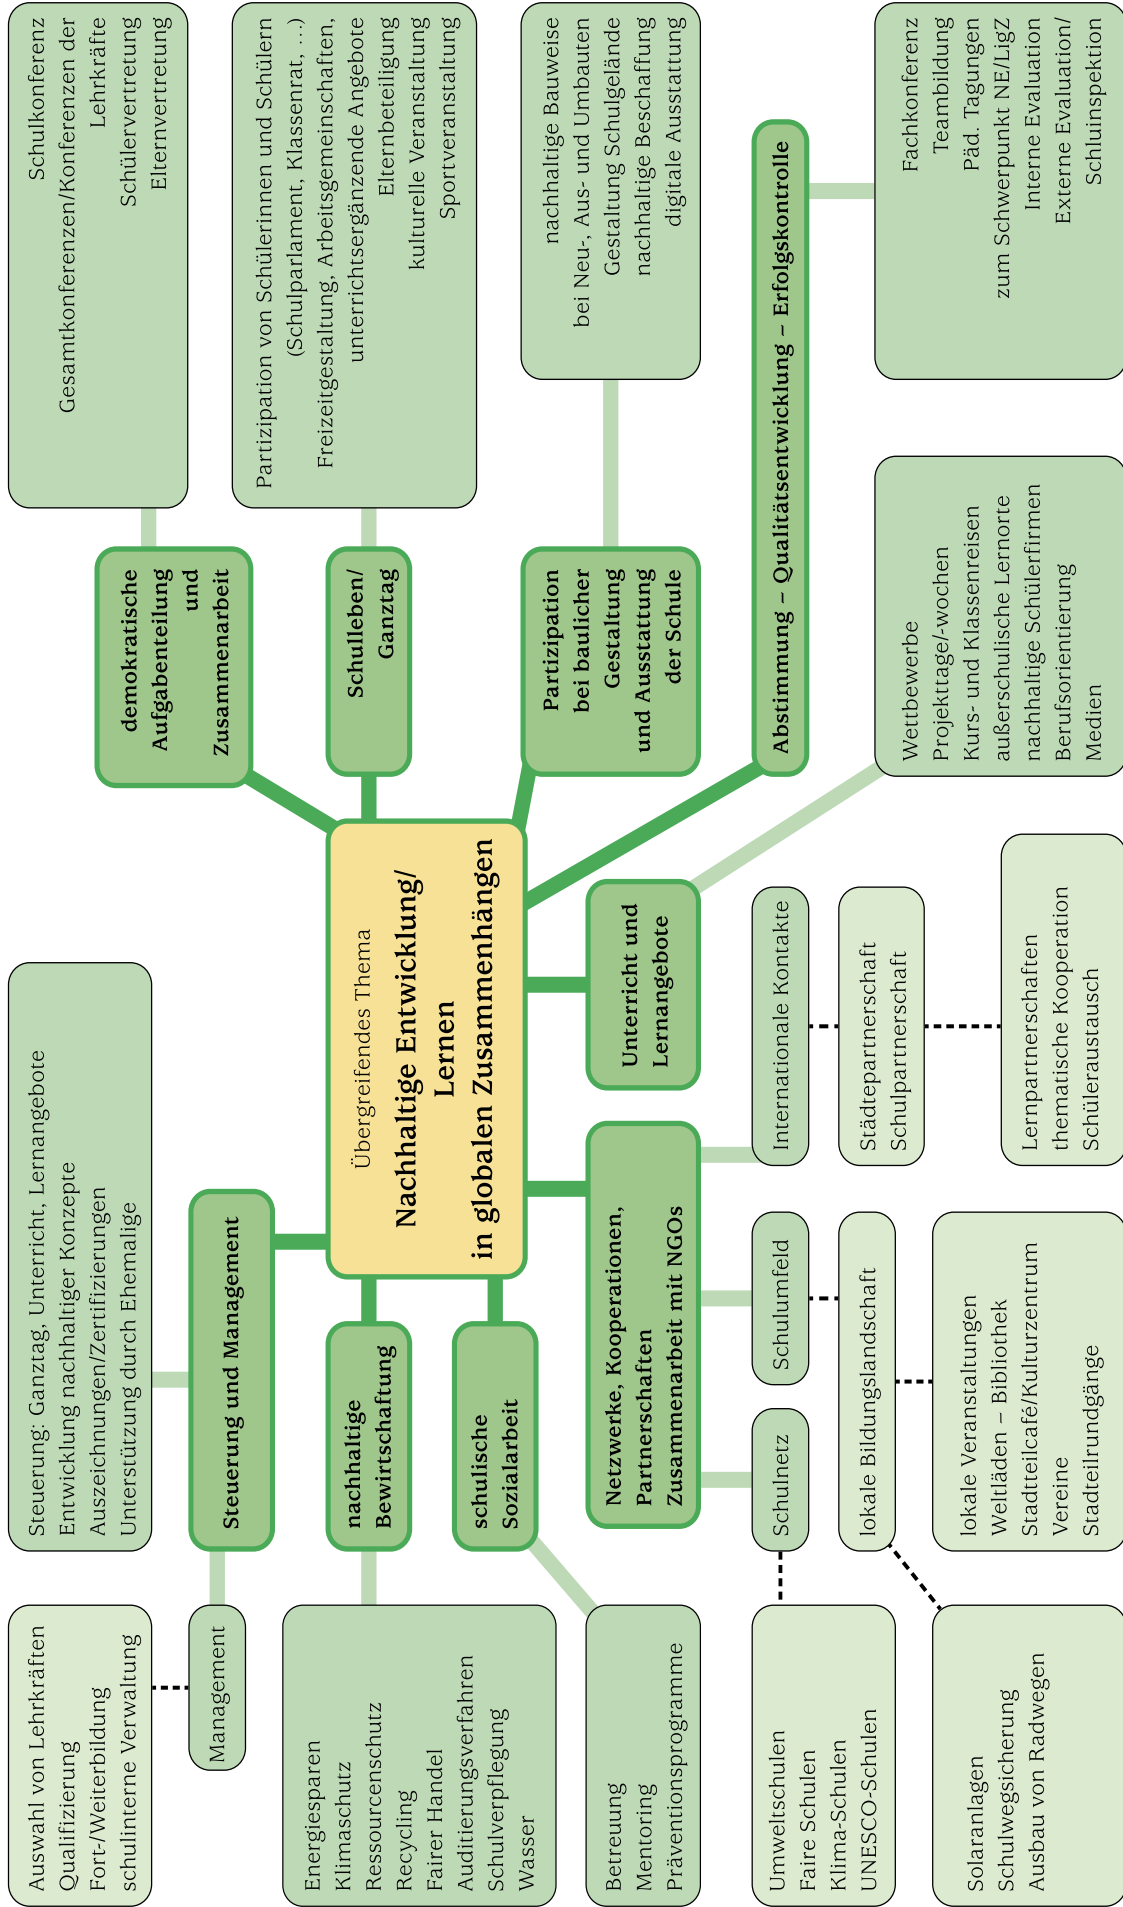 Übergreifendes Thema
Nachhaltige Entwicklung/
Lernen
in globalen Zusammenhängen
Auswahl von Lehrkräften
Qualifizierung
Fort-/Weiterbildung
schulinterne Verwaltung
Management
Steuerung: Ganztag, Unterricht, Lernangebote
Entwicklung nachhaltiger Konzepte
Auszeichnungen/Zertifizierungen
Unterstützung durch Ehemalige
Steuerung und Management
demokratische
Aufgabenteilung
und
Zusammenarbeit
Schulkonferenz
Gesamtkonferenzen/Konferenzen der
Lehrkräfte
Schülervertretung
Elternvertretung
Energiesparen
Klimaschutz
Ressourcenschutz
Recycling
Fairer Handel
Auditierungsverfahren
Schulverpflegung
Wasser
nachhaltige
Bewirtschaftung
Schulleben/
Ganztag
Partizipation von Schülerinnen und Schülern
(Schulparlament, Klassenrat, …)
Freizeitgestaltung, Arbeitsgemeinschaften,
unterrichtsergänzende Angebote
Elternbeteiligung
kulturelle Veranstaltung
Sportveranstaltung
schulische
Sozialarbeit
Betreuung
Mentoring
Präventionsprogramme
Partizipation
bei baulicher
Gestaltung
und Ausstattung
der Schule
nachhaltige Bauweise
bei Neu-, Aus- und Umbauten
Gestaltung Schulgelände
nachhaltige Beschaffung
digitale Ausstattung
Netzwerke, Kooperationen,
Partnerschaften
Zusammenarbeit mit NGOs
Unterricht und
Lernangebote
Abstimmung – Qualitätsentwicklung – Erfolgskontrolle
Schulnetz
Schulumfeld
Internationale Kontakte
Umweltschulen
Faire Schulen
Klima-Schulen
UNESCO-Schulen
lokale Bildungslandschaft
Städtepartnerschaft
Schulpartnerschaft
Wettbewerbe
Projekttage/-wochen
Kurs- und Klassenreisen
außerschulische Lernorte
nachhaltige Schülerfirmen
Berufsorientierung
Medien
Fachkonferenz
Teambildung
Päd. Tagungen
zum Schwerpunkt NE/LigZ
Interne Evaluation
Externe Evaluation/
Schluinspektion
Solaranlagen
Schulwegsicherung
Ausbau von Radwegen
lokale Veranstaltungen
Weltläden – Bibliothek
Stadtteilcafé/Kulturzentrum
Vereine
Stadteilrundgänge
Lernpartnerschaften
thematische Kooperation
Schüleraustausch